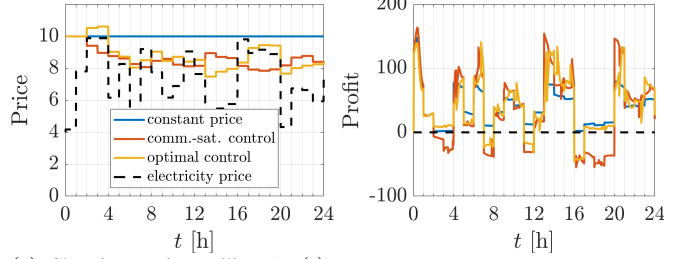 200
100
0
-100
Profit
0 4 8 12 16 20 24
t [h]
10
8
6
4
2
0
Price
constant price
comm.-sat. control
optimal control
electricity price
0 4 8 12 16 20 24
t [h]